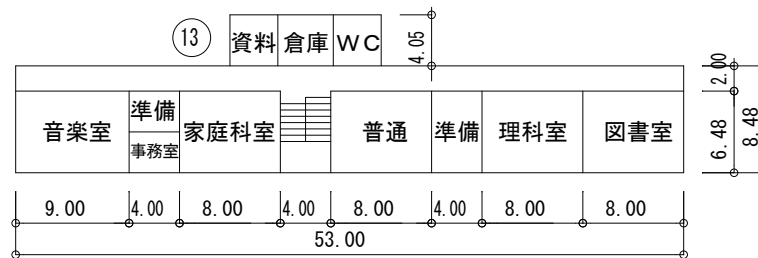 13 資料 倉庫 WC 4.05
2.00
音楽室 準備 家庭科室 普通 準備 理科室 図書室 6.48 8.48
事務室
9.00 4.00 8.00 4.00 8.00 4.00 8.00 8.00
53.00